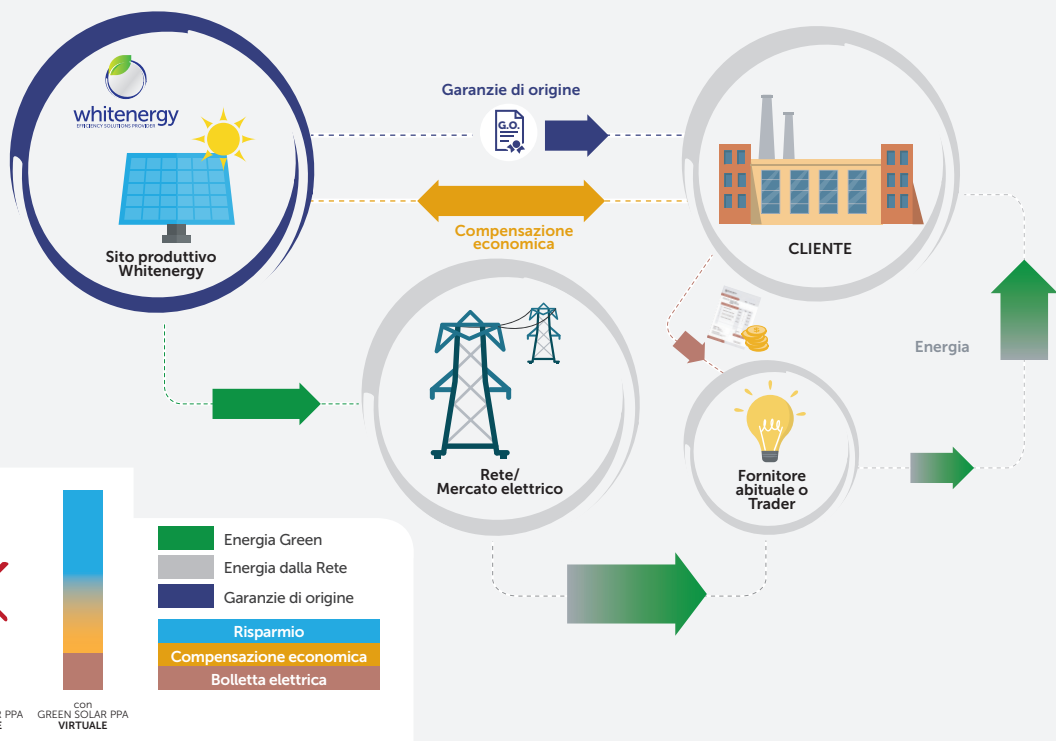 whitenergy
EFFICIENCY SOLUTIONS PROVIDER
Sito produttivo
Whitenergy
Garanzie di origine
G.O.
Compensazione
economica
CLIENTE
Energia
Rete/
Mercato elettrico
Fornitore
abituale o
Trader
Energia Green
Energia dalla Rete
Garanzie di origine
Risparmio
Compensazione economica
Bolletta elettrica
PPA
con
GREEN SOLAR PPA
VIRTUALE